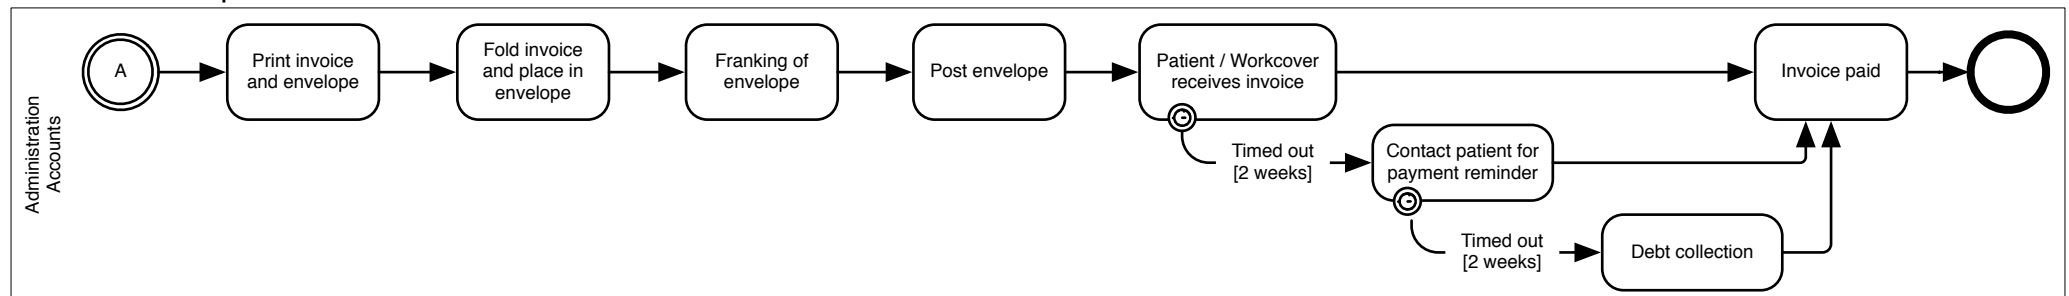 Administration
Accounts
A
Print invoice
and envelope
Fold invoice
and place in
envelope
Franking of
envelope
Post envelope
Patient / Workcover
receives invoice
Invoice paid
Timed out
[2 weeks]
Contact patient for
payment reminder
Timed out
[2 weeks]
Debt collection